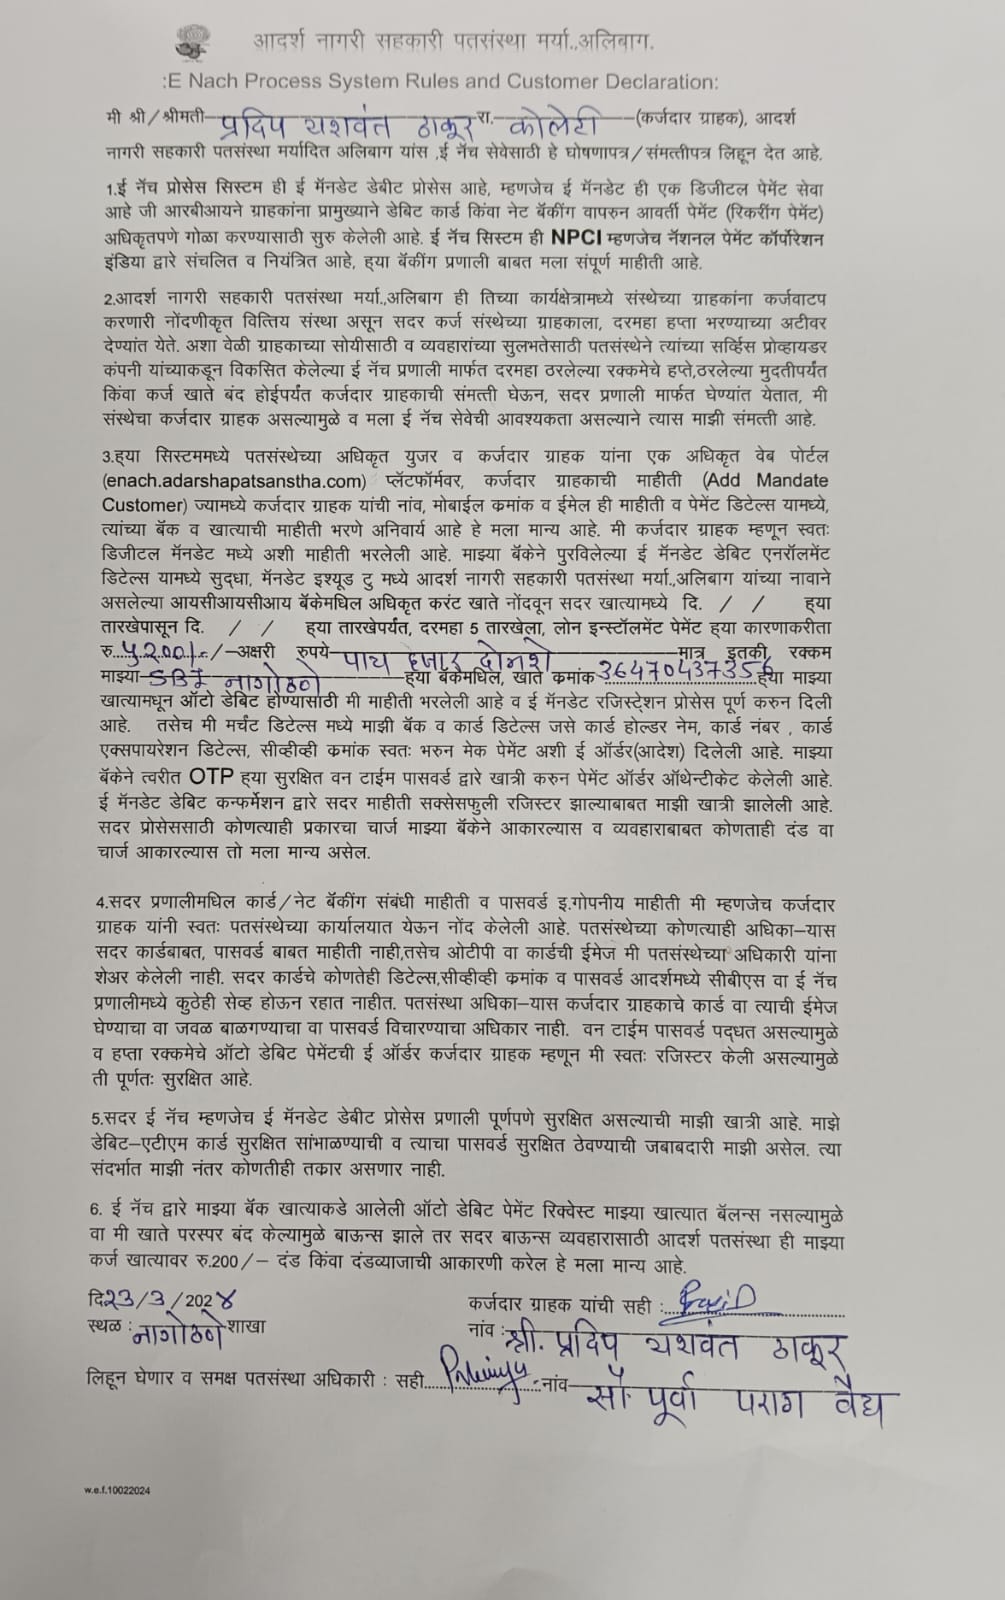 आदर्श नागरी सहकारी पतसंस्था मर्या.,अलिबाग.
:E Nach Process System Rules and Customer Declaration:
मी श्री/श्रीमती प्रदिप यशवंत ठाकूर रा. कोलेटी (कर्जदार ग्राहक), आदर्श
नागरी सहकारी पतसंस्था मर्यादित अलिबाग यांस ,ई नॅच सेवेसाठी हे घोषणापत्र/संमत्तीपत्र लिहून देत आहे.
1.ई नॅच प्रोसेस सिस्टम ही ई मॅनडेट डेबीट प्रोसेस आहे, म्हणजेच ई मॅनडेट ही एक डिजीटल पेमेंट सेवा
आहे जी आरबीआयने ग्राहकांना प्रामुख्याने डेबिट कार्ड किंवा नेट बॅकींग वापरुन आवर्ती पेमेंट (रिकरींग पेमेंट)
अधिकृतपणे गोळा करण्यासाठी सुरु केलेली आहे. ई नॅच सिस्टम ही NPCI म्हणजेच नॅशनल पेमेंट कॉर्पोरेशन
इंडिया द्वारे संचलित व नियंत्रित आहे, ह्या बॅकींग प्रणाली बाबत मला संपूर्ण माहीती आहे.
2.आदर्श नागरी सहकारी पतसंस्था मर्या.,अलिबाग ही तिच्या कार्यक्षेत्रामध्ये संस्थेच्या ग्राहकांना कर्जवाटप
करणारी नोंदणीकृत वित्तिय संस्था असून सदर कर्ज संस्थेच्या ग्राहकाला, दरमहा हप्ता भरण्याच्या अटीवर
देण्यांत येते. अशा वेळी ग्राहकाच्या सोयीसाठी व व्यवहारांच्या सुलभतेसाठी पतसंस्थेने त्यांच्या सर्व्हिस प्रोव्हायडर
कंपनी यांच्याकडून विकसित केलेल्या ई नॅच प्रणाली मार्फत दरमहा ठरलेल्या रक्कमेचे हप्ते,ठरलेल्या मुदतीपर्यंत
किंवा कर्ज खाते बंद होईपर्यंत कर्जदार ग्राहकाची संमत्ती घेऊन, सदर प्रणाली मार्फत घेण्यांत येतात, मी
संस्थेचा कर्जदार ग्राहक असल्यामुळे व मला ई नॅच सेवेची आवश्यकता असल्याने त्यास माझी संमत्ती आहे.
3.ह्या सिस्टममध्ये पतसंस्थेच्या अधिकृत युजर व कर्जदार ग्राहक यांना एक अधिकृत वेब पोर्टल
(enach.adarshapatsanstha.com) प्लॅटफॉर्मवर, कर्जदार ग्राहकाची माहीती (Add Mandate
Customer) ज्यामध्ये कर्जदार ग्राहक यांची नांव, मोबाईल क्रमांक व ईमेल ही माहीती व पेमेंट डिटेल्स यामध्ये,
त्यांच्या बॅक व खात्याची माहीती भरणे अनिवार्य आहे हे मला मान्य आहे. मी कर्जदार ग्राहक म्हणून स्वतः
डिजीटल मॅनडेट मध्ये अशी माहीती भरलेली आहे. माझ्या बॅकेने पुरविलेल्या ई मॅनडेट डेबिट एनरॉलमेंट
डिटेल्स यामध्ये सुद्धा, मॅनडेट इश्यूड टु मध्ये आदर्श नागरी सहकारी पतसंस्था मर्या.,अलिबाग यांच्या नावाने
असलेल्या आयसीआयसीआय बॅकेमधिल अधिकृत करंट खाते नोंदवून सदर खात्यामध्ये दि. / / ह्या
तारखेपासून दि. / / ह्या तारखेपर्यंत, दरमहा 5 तारखेला, लोन इन्स्टॉलमेंट पेमेंट ह्या कारणाकरीता
रु. 5200/- /-अक्षरी रुपये पाच हजार दोनशे मात्र इतकी रक्कम
माझ्या SBI नागोठणे ह्या बॅकेमधिल, खाते क्रमांक 36470437356 ह्या माझ्या
खात्यामधून ऑटो डेबिट होण्यासाठी मी माहीती भरलेली आहे व ई मॅनडेट रजिस्ट्रेशन प्रोसेस पूर्ण करुन दिली
आहे. तसेच मी मर्चंट डिटेल्स मध्ये माझी बॅक व कार्ड डिटेल्स जसे कार्ड होल्डर नेम, कार्ड नंबर , कार्ड
एक्सपायरेशन डिटेल्स, सीव्हीव्ही क्रमांक स्वतः भरुन मेक पेमेंट अशी ई ऑर्डर(आदेश) दिलेली आहे. माझ्या
बॅकेने त्वरीत OTP ह्या सुरक्षित वन टाईम पासवर्ड द्वारे खात्री करुन पेमेंट ऑर्डर ऑथेन्टीकेट केलेली आहे.
ई मॅनडेट डेबिट कन्फर्मेशन द्वारे सदर माहीती सक्सेसफुली रजिस्टर झाल्याबाबत माझी खात्री झालेली आहे.
सदर प्रोसेससाठी कोणत्याही प्रकारचा चार्ज माझ्या बॅकेने आकारल्यास व व्यवहाराबाबत कोणताही दंड वा
चार्ज आकारल्यास तो मला मान्य असेल.
4.सदर प्रणालीमधिल कार्ड/नेट बॅकींग संबंधी माहीती व पासवर्ड इ.गोपनीय माहीती मी म्हणजेच कर्जदार
ग्राहक यांनी स्वतः पतसंस्थेच्या कार्यालयात येऊन नोंद केलेली आहे. पतसंस्थेच्या कोणत्याही अधिका-यास
सदर कार्डबाबत, पासवर्ड बाबत माहीती नाही,तसेच ओटीपी वा कार्डची ईमेज मी पतसंस्थेच्या अधिकारी यांना
शेअर केलेली नाही. सदर कार्डचे कोणतेही डिटेल्स,सीव्हीव्ही क्रमांक व पासवर्ड आदर्शमध्ये सीबीएस वा ई नॅच
प्रणालीमध्ये कुठेही सेव्ह होऊन रहात नाहीत. पतसंस्था अधिका-यास कर्जदार ग्राहकाचे कार्ड वा त्याची ईमेज
घेण्याचा वा जवळ बाळगण्याचा वा पासवर्ड विचारण्याचा अधिकार नाही. वन टाईम पासवर्ड पद्धत असल्यामुळे
व हप्ता रक्कमेचे ऑटो डेबिट पेमेंटची ई ऑर्डर कर्जदार ग्राहक म्हणून मी स्वतः रजिस्टर केली असल्यामुळे
ती पूर्णतः सुरक्षित आहे.
5.सदर ई नॅच म्हणजेच ई मॅनडेट डेबीट प्रोसेस प्रणाली पूर्णपणे सुरक्षित असल्याची माझी खात्री आहे. माझे
डेबिट-एटीएम कार्ड सुरक्षित सांभाळण्याची व त्याचा पासवर्ड सुरक्षित ठेवण्याची जबाबदारी माझी असेल. त्या
संदर्भात माझी नंतर कोणतीही तक्रार असणार नाही.
6. ई नॅच द्वारे माझ्या बॅक खात्याकडे आलेली ऑटो डेबिट पेमेंट रिक्वेस्ट माझ्या खात्यात बॅलन्स नसल्यामुळे
वा मी खाते परस्पर बंद केल्यामुळे बाऊन्स झाले तर सदर बाऊन्स व्यवहारासाठी आदर्श पतसंस्था ही माझ्या
कर्ज खात्यावर रु.200/- दंड किंवा दंडव्याजाची आकारणी करेल हे मला मान्य आहे.
दि 23/3/2024 कर्जदार ग्राहक यांची सही :
स्थळ : नागोठणे शाखा नांव : श्री. प्रदिप यशवंत ठाकूर
लिहून घेणार व समक्ष पतसंस्था अधिकारी : सही नांव सौ. पूर्वा पराग वैद्य
w.e.f.10022024